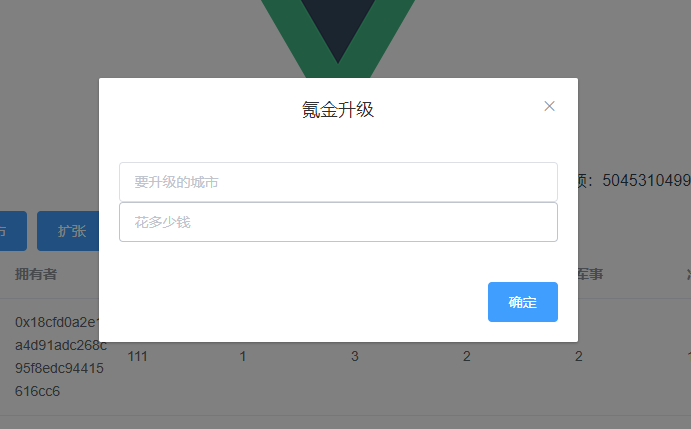 氪金升级
要升级的城市
花多少钱
确定
额：5045310499
市
扩张
拥有者
军事
0x18cfd0a2e1
a4d91adc268c
95f8edc94415
616cc6
111
1
3
2
2